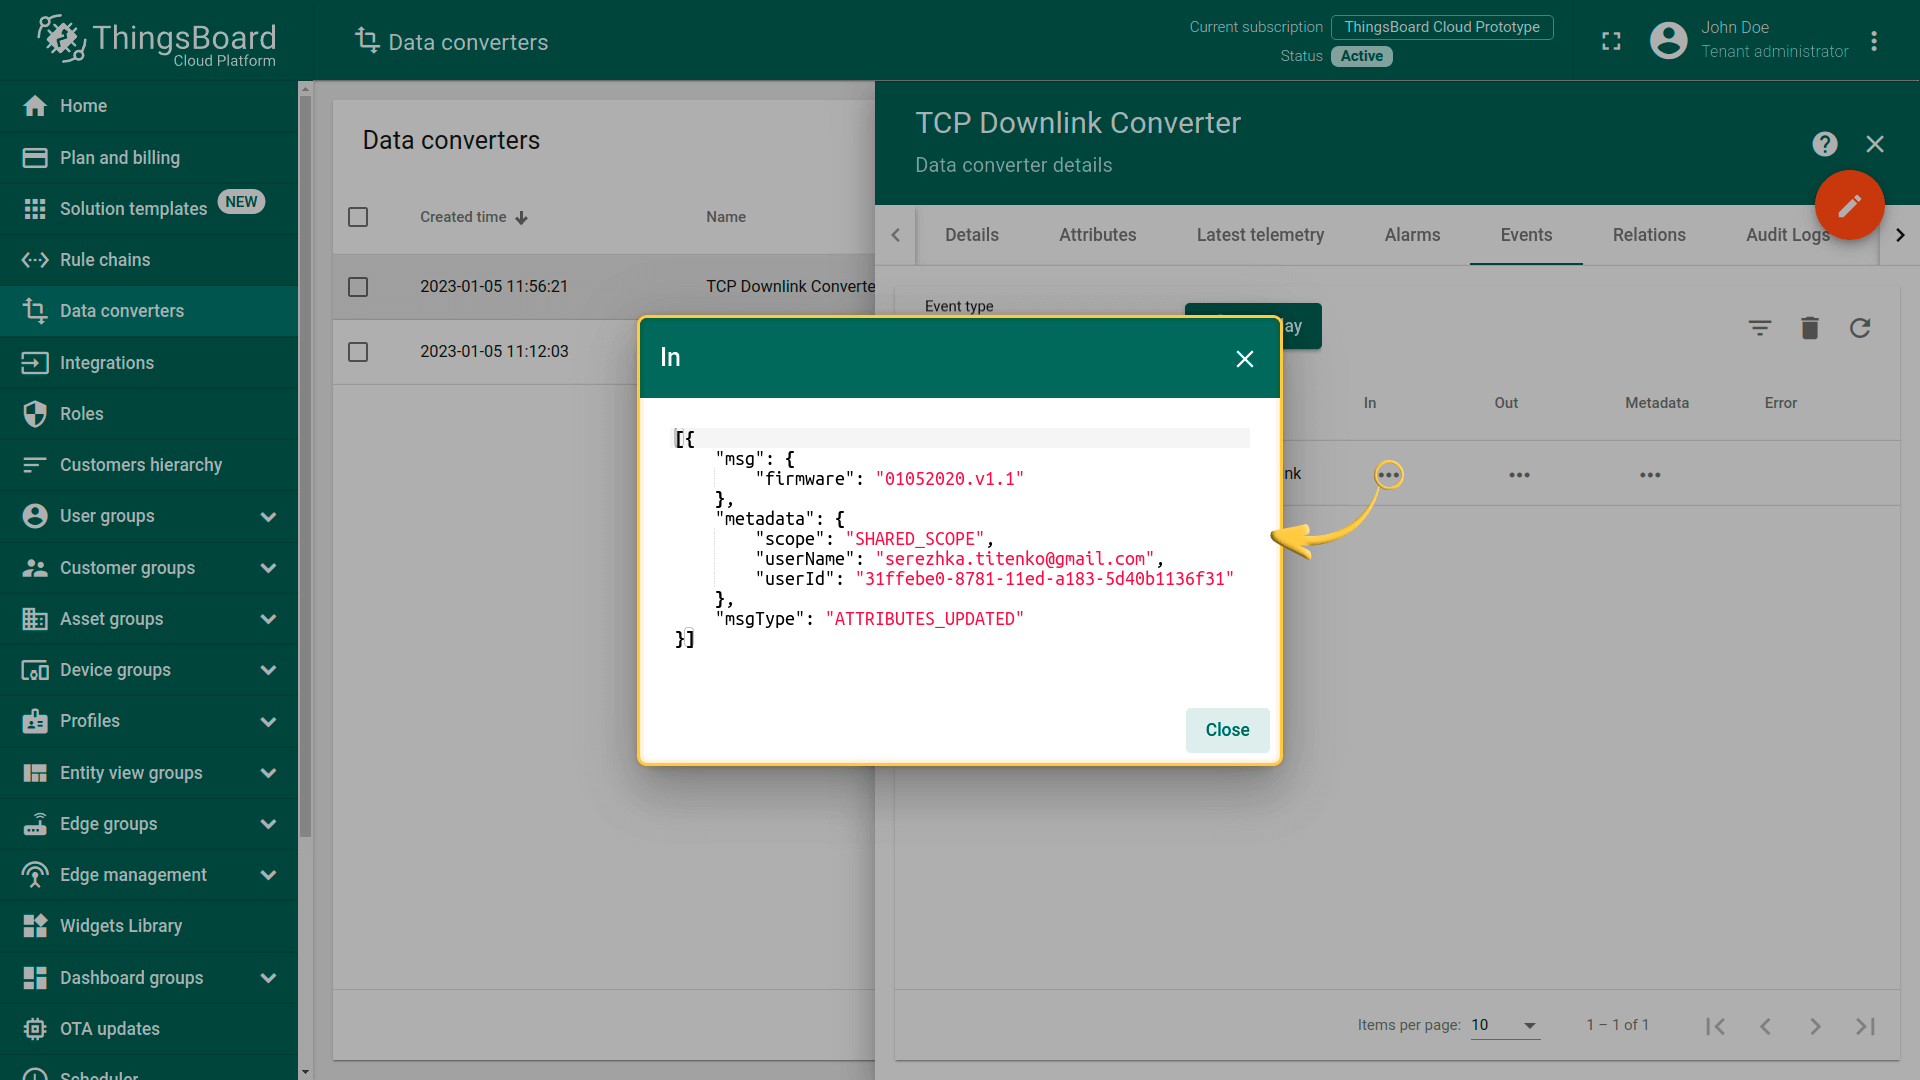 ThingsBoard
Cloud Platform
Data converters
Current subscription
ThingsBoard Cloud Prototype
Status
Active
John Doe
Tenant administrator
Home
Plan and billing
Solution templates
NEW
Rule chains
Data converters
Integrations
Roles
Customers hierarchy
User groups
Customer groups
Asset groups
Device groups
Profiles
Entity view groups
Edge groups
Edge management
Widgets Library
Dashboard groups
OTA updates
Scheduler
Data converters
Created time
Name
2023-01-05 11:56:21
TCP Downlink Converte
2023-01-05 11:12:03
TCP Downlink Converter
Data converter details
Details
Attributes
Latest telemetry
Alarms
Events
Relations
Audit Logs
Event type
ay
In
Out
Metadata
Error
nk
In
[{
"msg": {
"firmware": "01052020.v1.1"
},
"metadata": {
"scope": "SHARED_SCOPE",
"userName": "serezhka.titenko@gmail.com",
"userId": "31ffebe0-8781-11ed-a183-5d40b1136f31"
},
"msgType": "ATTRIBUTES_UPDATED"
}]
Close
Items per page:
10
1 – 1 of 1